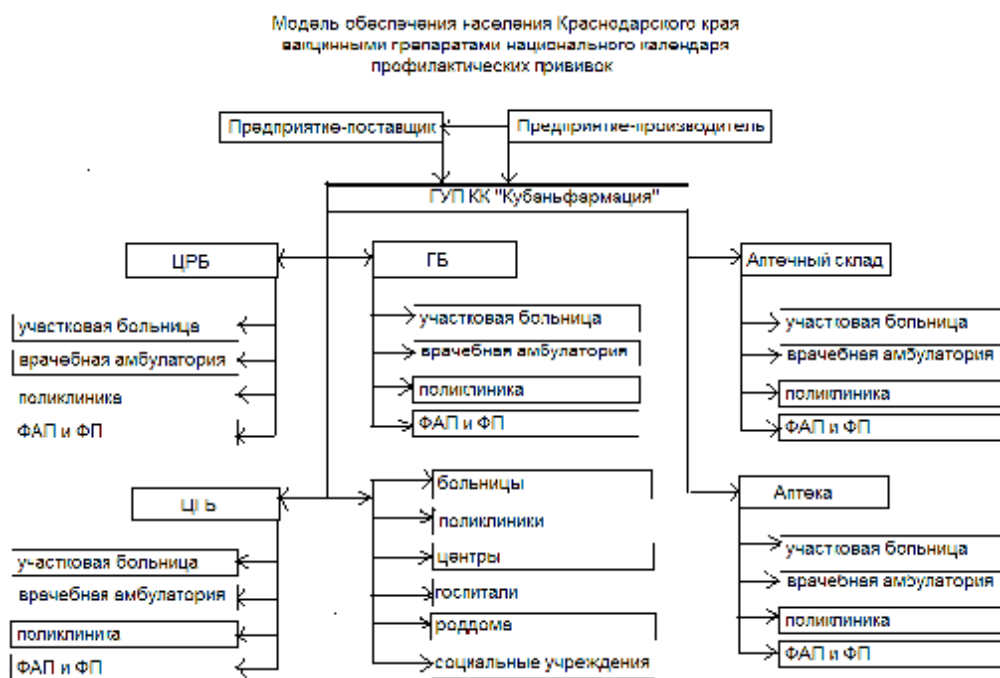 Модель обеспечения населения Краснодарского края
вакцинными препаратами национального календаря
профилактических прививок
Предприятие-поставщик
Предприятие-производитель
ГУП КК "Кубаньфармация"
ЦРБ
ГБ
Аптечный склад
участковая больница
врачебная амбулатория
поликлиника
ФАП и ФП
участковая больница
врачебная амбулатория
поликлиника
ФАП и ФП
участковая больница
врачебная амбулатория
поликлиника
ФАП и ФП
ЦГБ
больницы
поликлиники
центры
госпитали
роддома
социальные учреждения
Аптека
участковая больница
врачебная амбулатория
поликлиника
ФАП и ФП
участковая больница
врачебная амбулатория
поликлиника
ФАП и ФП